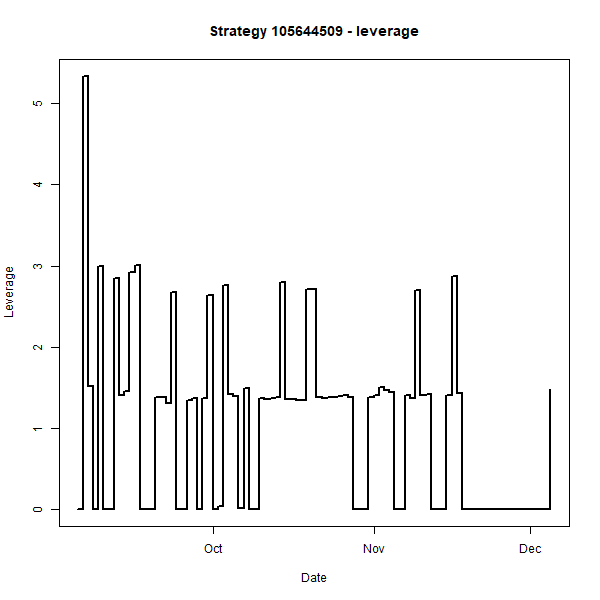 Strategy 105644509 - leverage
Leverage
5
4
3
2
1
0
Oct
Nov
Dec
Date